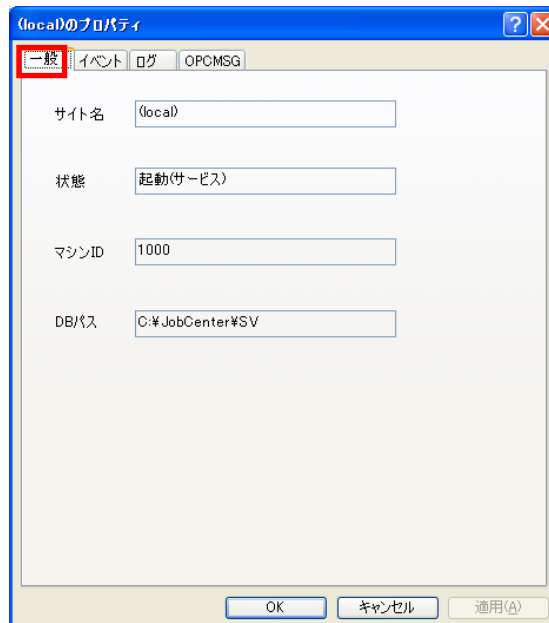 (local)のプロパティ
一般 イベント ログ OPCMSG
サイト名 (local)
状態 起動(サービス)
マシンID 1000
DBパス C:¥JobCenter¥SV
OK キャンセル 適用(A)